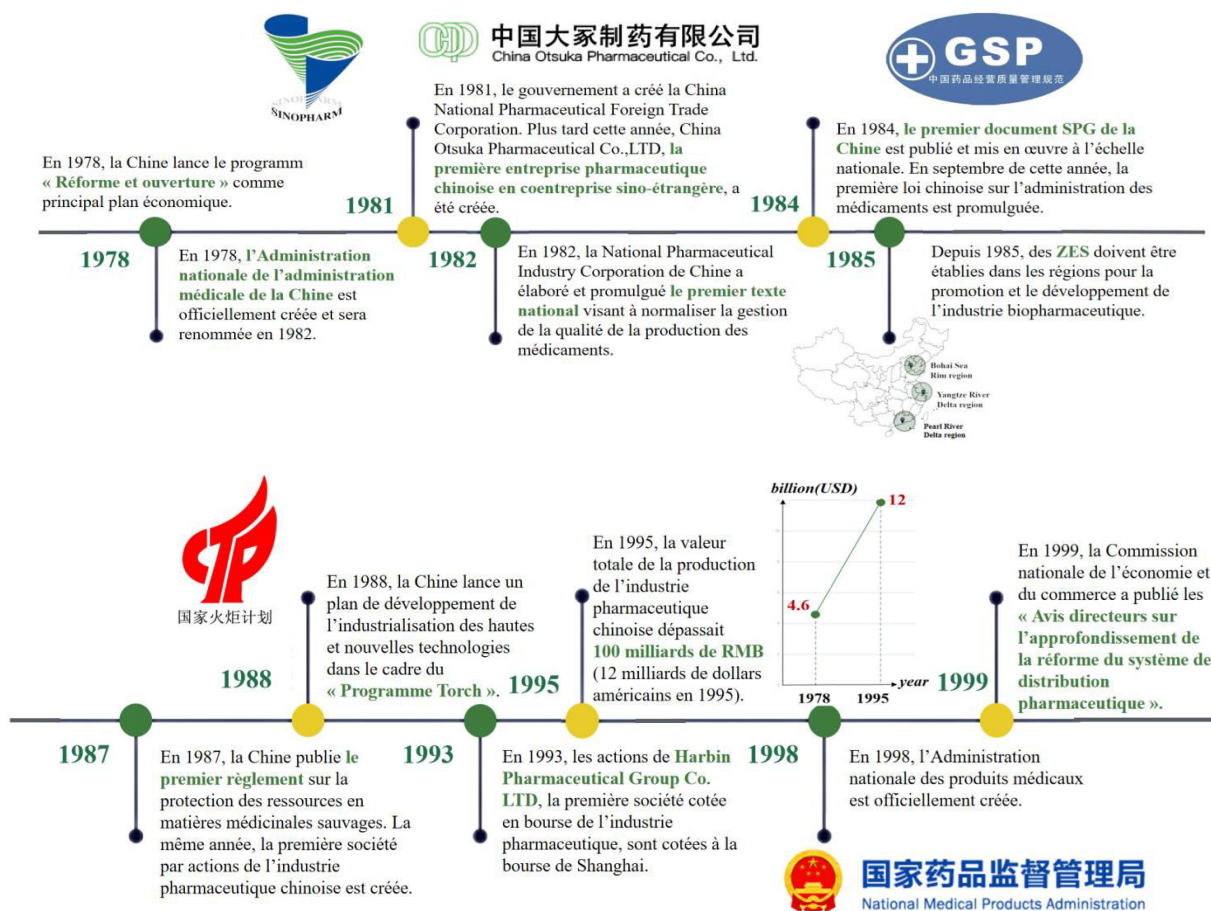 SINOPHARM
SINOPHARM
中国大冢制药有限公司
China Otsuka Pharmaceutical Co., Ltd.
GSP
中国药品经营质量管理规范
En 1978, la Chine lance le programm
« Réforme et ouverture » comme
principal plan économique.
1978
En 1978, l’Administration
nationale de l’administration
médicale de la Chine est
officiellement créée et sera
renommée en 1982.
En 1981, le gouvernement a créé la China
National Pharmaceutical Foreign Trade
Corporation. Plus tard cette année, China
Otsuka Pharmaceutical Co.,LTD, la
première entreprise pharmaceutique
chinoise en coentreprise sino-étrangère, a
été créée.
1981
1982
En 1982, la National Pharmaceutical
Industry Corporation de Chine a
élaboré et promulgué le premier texte
national visant à normaliser la gestion
de la qualité de la production des
médicaments.
En 1984, le premier document SPG de la
Chine est publié et mis en œuvre à l’échelle
nationale. En septembre de cette année, la
première loi chinoise sur l’administration des
médicaments est promulguée.
1984
1985
Depuis 1985, des ZES doivent être
établies dans les régions pour la
promotion et le développement de
l’industrie biopharmaceutique.
Bohai Sea
Rim region
Yangtze River
Delta region
Pearl River
Delta region
国家火炬计划
1987
En 1987, la Chine publie le
premier règlement sur la
protection des ressources en
matières médicinales sauvages. La
même année, la première société
par actions de l’industrie
pharmaceutique chinoise est créée.
En 1988, la Chine lance un
plan de développement de
l’industrialisation des hautes
et nouvelles technologies
dans le cadre du
« Programme Torch ».
1988
1993
En 1993, les actions de Harbin
Pharmaceutical Group Co.
LTD, la première société cotée
en bourse de l’industrie
pharmaceutique, sont cotées à la
bourse de Shanghai.
En 1995, la valeur
totale de la production
de l’industrie
pharmaceutique
chinoise dépassait
100 milliards de RMB
(12 milliards de dollars
américains en 1995).
1995
billion(USD)
12
4.6
1978
1995
year
1998
En 1998, l’Administration
nationale des produits médicaux
est officiellement créée.
国家药品监督管理局
National Medical Products Administration
En 1999, la Commission
nationale de l’économie et
du commerce a publié les
« Avis directeurs sur
l’approfondissement de
la réforme du système de
distribution
pharmaceutique ».
1999